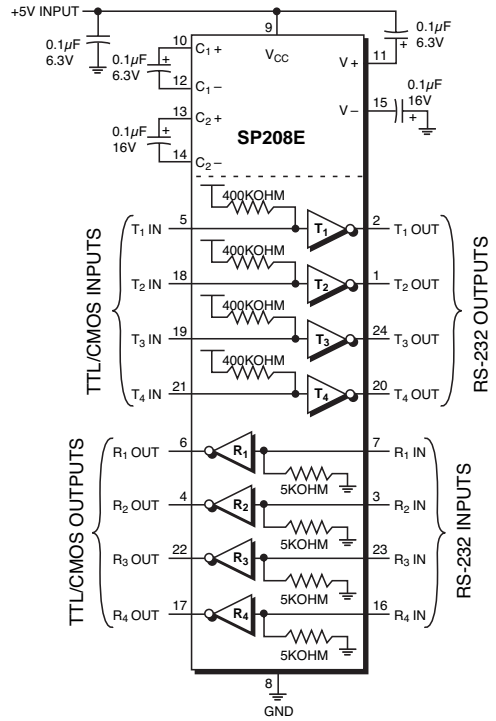 +5V INPUT
9
VCC
0.1µF
6.3V
0.1µF
6.3V
10
C1+
12
C1−
13
C2+
0.1µF
16V
14
C2−
V+
11
0.1µF
6.3V
V−
15
0.1µF
16V
SP208E
TTL/CMOS INPUTS
T1 IN
5
400KOHM
T1
2
T1 OUT
T2 IN
18
400KOHM
T2
1
T2 OUT
T3 IN
19
400KOHM
T3
24
T3 OUT
T4 IN
21
400KOHM
T4
20
T4 OUT
RS-232 OUTPUTS
TTL/CMOS OUTPUTS
R1 OUT
6
R1
5KOHM
7
R1 IN
R2 OUT
4
R2
5KOHM
3
R2 IN
R3 OUT
22
R3
5KOHM
23
R3 IN
R4 OUT
17
R4
5KOHM
16
R4 IN
RS-232 INPUTS
8
GND
+
+
+
+